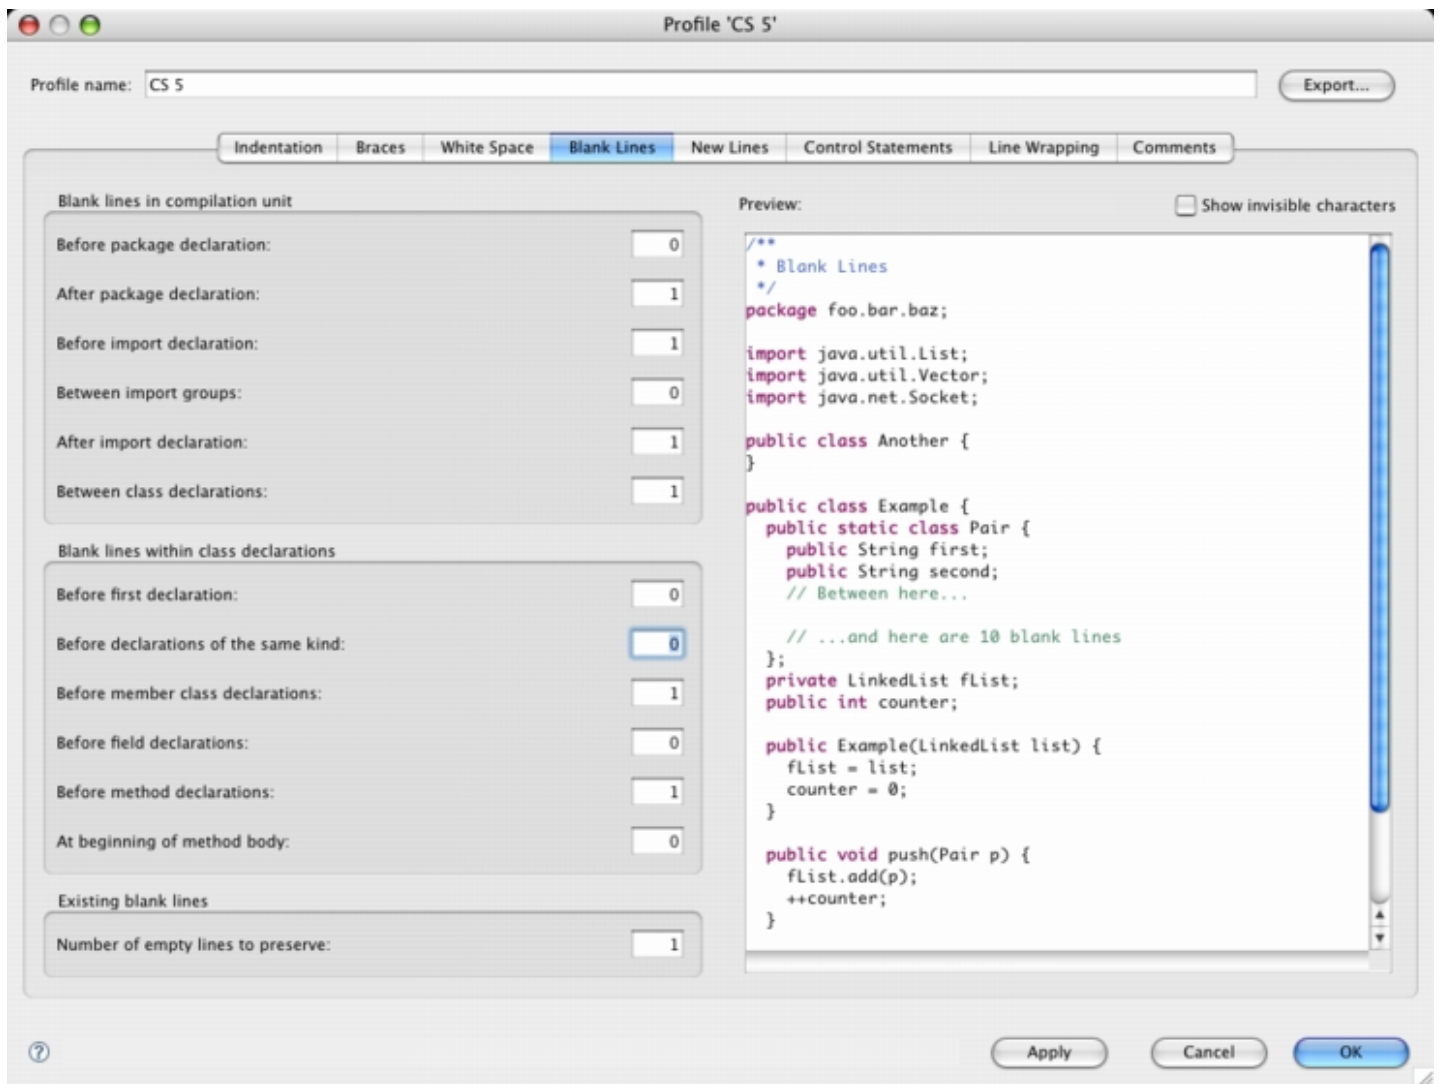 Profile 'CS 5'
Profile name: CS 5 Export...
Indentation Braces White Space Blank Lines New Lines Control Statements Line Wrapping Comments
Blank lines in compilation unit
Before package declaration: 0
After package declaration: 1
Before import declaration: 1
Between import groups: 0
After import declaration: 1
Between class declarations: 1
Blank lines within class declarations
Before first declaration: 0
Before declarations of the same kind: 0
Before member class declarations: 1
Before field declarations: 0
Before method declarations: 1
At beginning of method body: 0
Existing blank lines
Number of empty lines to preserve: 1
Preview: Show invisible characters
/**
 * Blank Lines
 */
package foo.bar.baz;

import java.util.List;
import java.util.Vector;
import java.net.Socket;

public class Another {
}

public class Example {
  public static class Pair {
    public String first;
    public String second;
    // Between here...

    // ...and here are 10 blank lines
  };
  private LinkedList fList;
  public int counter;

  public Example(LinkedList list) {
    fList = list;
    counter = 0;
  }

  public void push(Pair p) {
    fList.add(p);
    ++counter;
  }
?
Apply Cancel OK